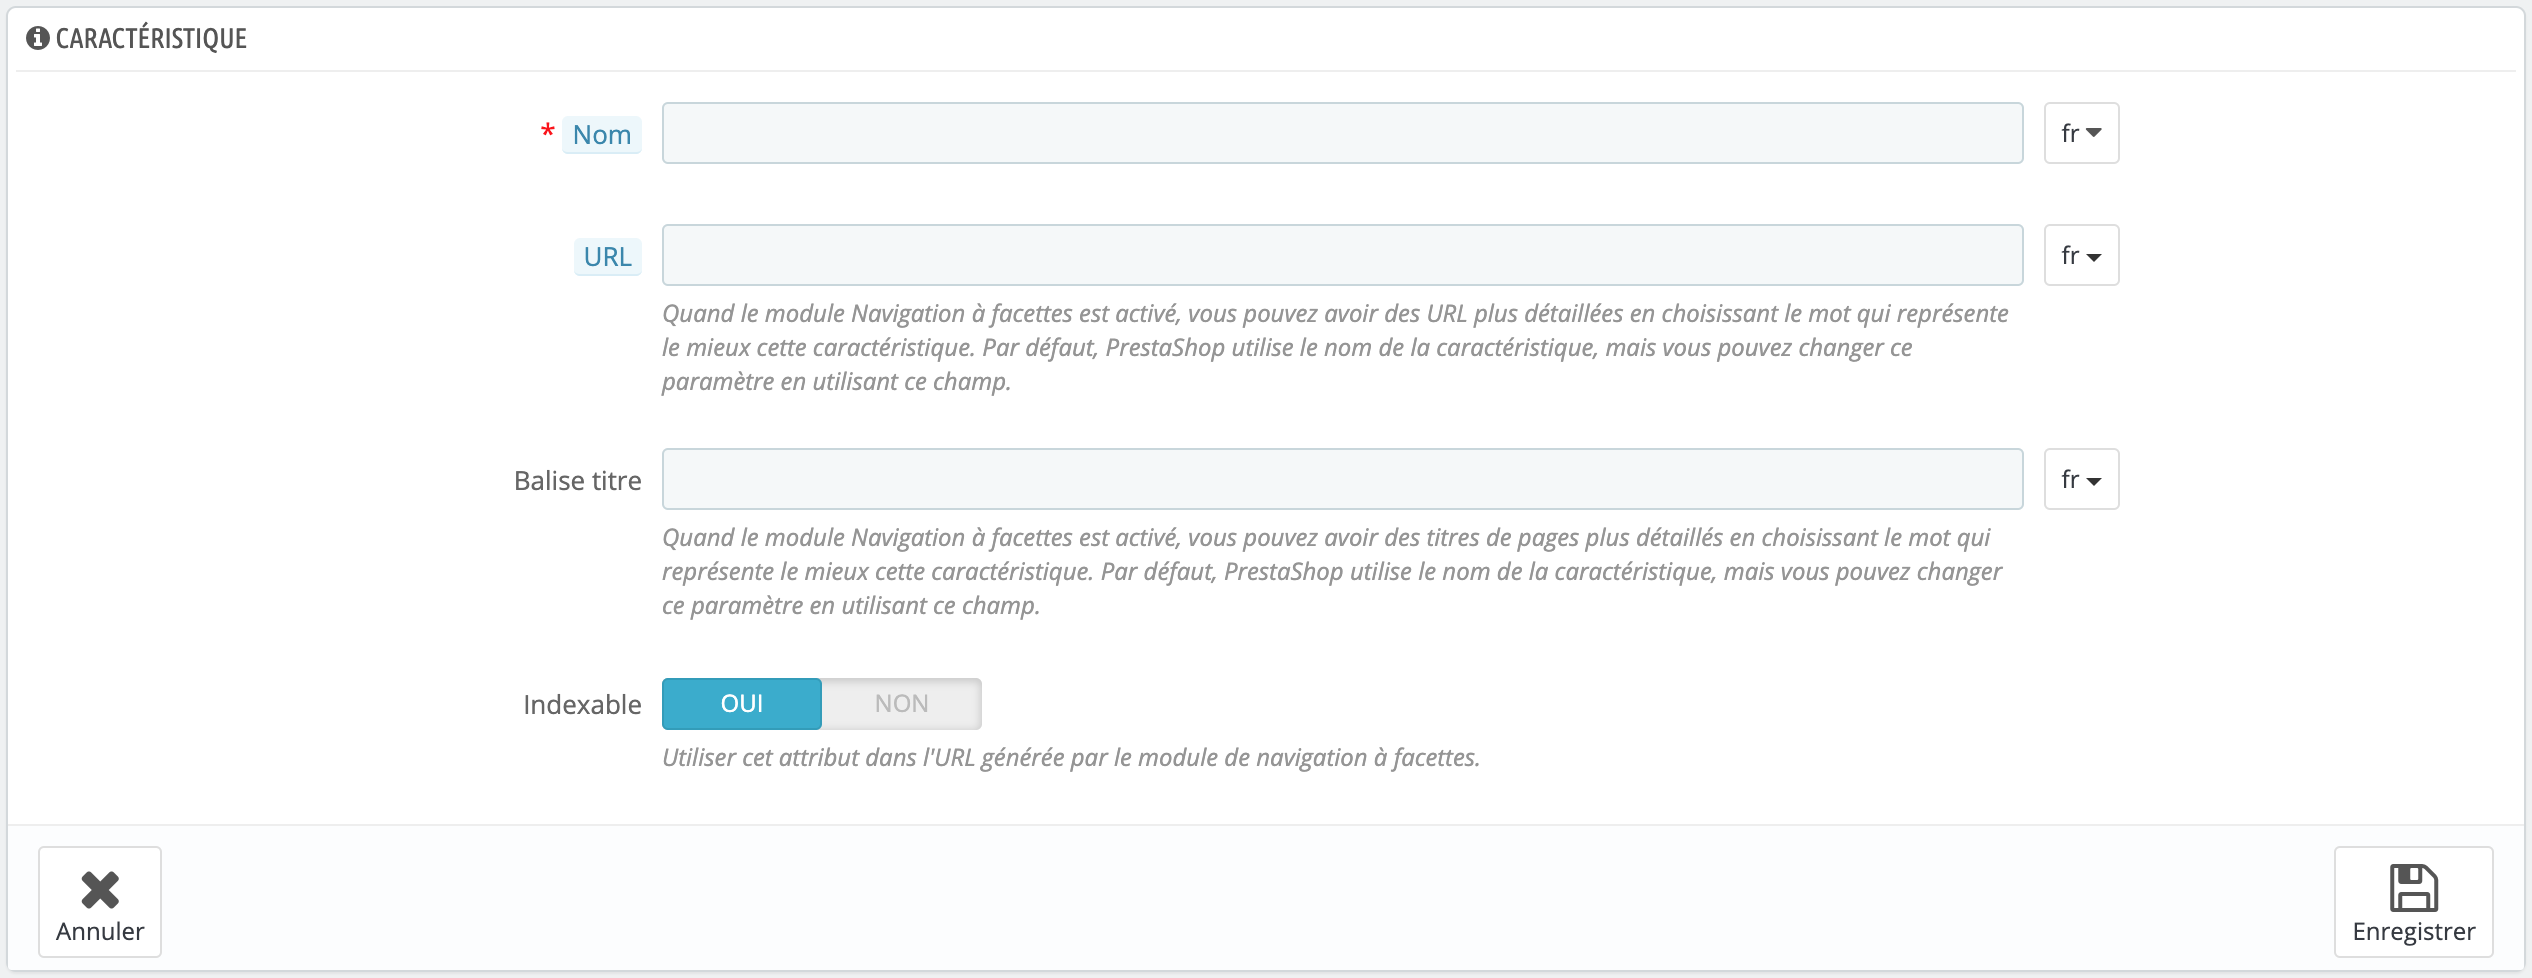 CARACTÉRISTIQUE
* Nom
fr
URL
fr
Quand le module Navigation à facettes est activé, vous pouvez avoir des URL plus détaillées en choisissant le mot qui représente
le mieux cette caractéristique. Par défaut, PrestaShop utilise le nom de la caractéristique, mais vous pouvez changer ce
paramètre en utilisant ce champ.
Balise titre
fr
Quand le module Navigation à facettes est activé, vous pouvez avoir des titres de pages plus détaillés en choisissant le mot qui
représente le mieux cette caractéristique. Par défaut, PrestaShop utilise le nom de la caractéristique, mais vous pouvez changer
ce paramètre en utilisant ce champ.
Indexable
OUI
NON
Utiliser cet attribut dans l'URL générée par le module de navigation à facettes.
Annuler
Enregistrer